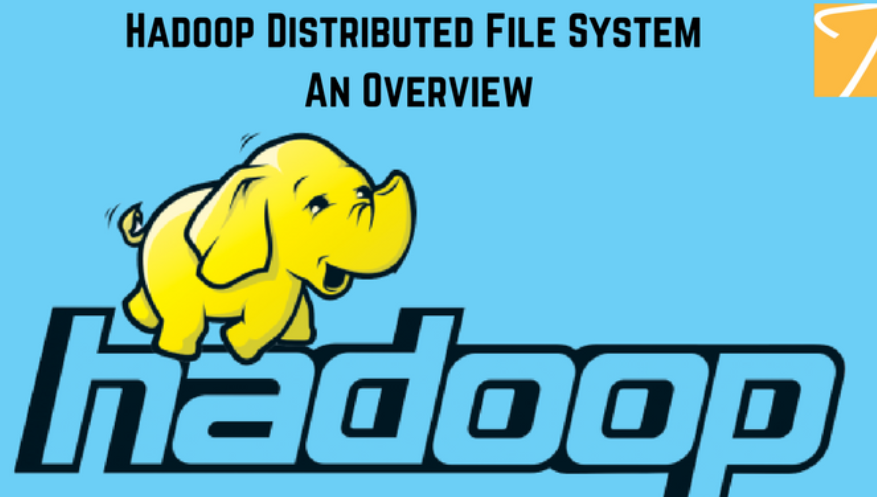 Hadoop Distributed File System
An Overview
hadoop